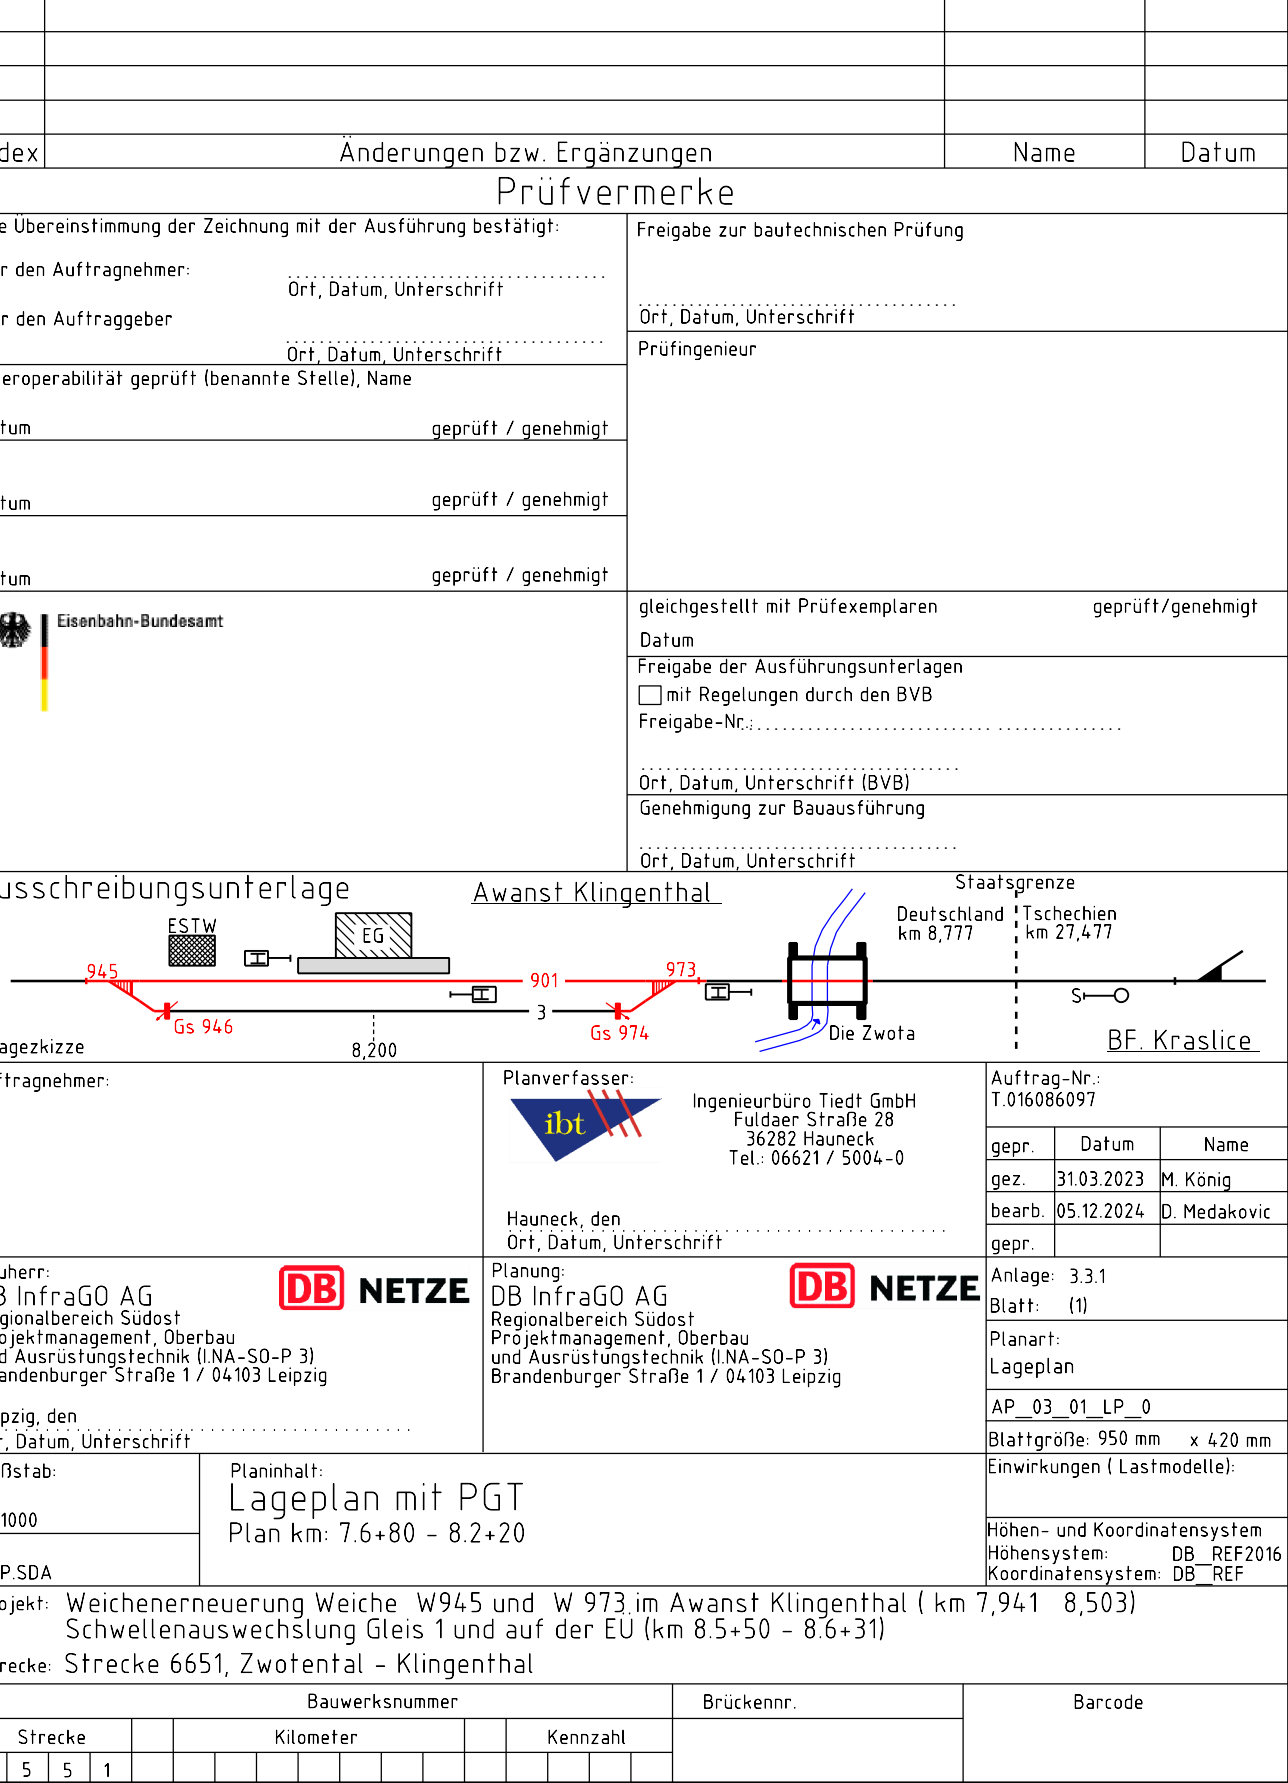 dex Änderungen bzw. Ergänzungen Name Datum
Prüfvermerke
e Übereinstimmung der Zeichnung mit der Ausführung bestätigt:
r den Auftragnehmer:
Ort, Datum, Unterschrift
r den Auftraggeber
Ort, Datum, Unterschrift
Freigabe zur bautechnischen Prüfung
Ort, Datum, Unterschrift
Prüfingenieur
eroperabilität geprüft (benannte Stelle), Name
tum geprüft / genehmigt
tum geprüft / genehmigt
tum geprüft / genehmigt
Eisenbahn-Bundesamt
gleichgestellt mit Prüfexemplaren geprüft/genehmigt
Datum
Freigabe der Ausführungsunterlagen
mit Regelungen durch den BVB
Freigabe-Nr.:
Ort, Datum, Unterschrift (BVB)
Genehmigung zur Bauausführung
Ort, Datum, Unterschrift
usschreibungsunterlage Awanst Klingenthal
Staatsgrenze
Deutschland Tschechien
km 8,777 km 27,477
ESTW EG
945 901 973
S
Gs 946 3 Gs 974 Die Zwota
agezkizze 8,200 BF. Kraslice
ftragnehmer:
Planverfasser:
ibt
Ingenieurbüro Tiedt GmbH
Fuldaer Straße 28
36282 Hauneck
Tel.: 06621 / 5004-0
Hauneck, den
Ort, Datum, Unterschrift
Auftrag-Nr.:
T.016086097
gepr. Datum Name
gez. 31.03.2023 M. König
bearb. 05.12.2024 D. Medakovic
gepr.
uherr:
B InfraGO AG
DB NETZE
gionalbereich Südost
ojektmanagement, Oberbau
d Ausrüstungstechnik (I.NA-SO-P 3)
andenburger Straße 1 / 04103 Leipzig
pzig, den
t, Datum, Unterschrift
Planung:
DB InfraGO AG
DB NETZE
Regionalbereich Südost
Projektmanagement, Oberbau
und Ausrüstungstechnik (I.NA-SO-P 3)
Brandenburger Straße 1 / 04103 Leipzig
Anlage: 3.3.1
Blatt: (1)
Planart:
Lageplan
AP_03_01_LP_0
Blattgröße: 950 mm x 420 mm
ßstab:
1000
P.SDA
Planinhalt:
Lageplan mit PGT
Plan km: 7.6+80 - 8.2+20
Einwirkungen ( Lastmodelle):
Höhen- und Koordinatensystem
Höhensystem: DB_REF2016
Koordinatensystem: DB_REF
ojekt: Weichenerneuerung Weiche W945 und W 973 im Awanst Klingenthal ( km 7,941 8,503)
Schwellenauswechslung Gleis 1 und auf der EÜ (km 8.5+50 - 8.6+31)
recke: Strecke 6651, Zwotental - Klingenthal
Bauwerksnummer Brückennr. Barcode
Strecke Kilometer Kennzahl
5 5 1